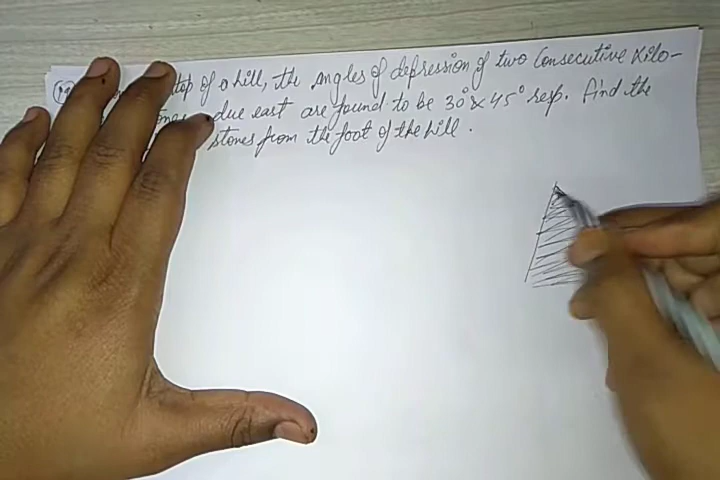 top of a hill, the angles of depression of two Consecutive Kilo-
due east are found to be 30° & 45° resp. find the
stones from the foot of the hill.